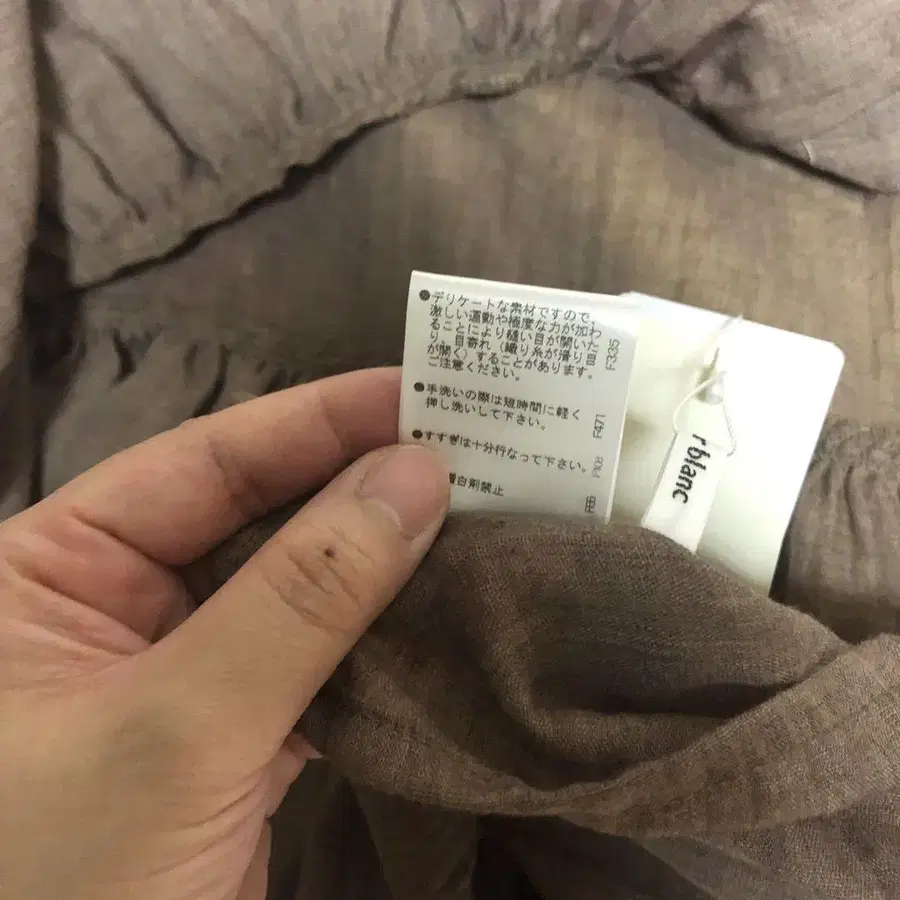 ●デリケートな素材ですので、
激しい運動や極度な力が加わ
ることにより縫い目が開いた
り、目寄れ(織り糸が滑り目
が開く)することがあります。
ご注意ください。
F335
●手洗いの際は短時間に軽く
押し洗いして下さい。
F471
●すすぎは十分行なって下さい。
増白剤禁止
rblanc